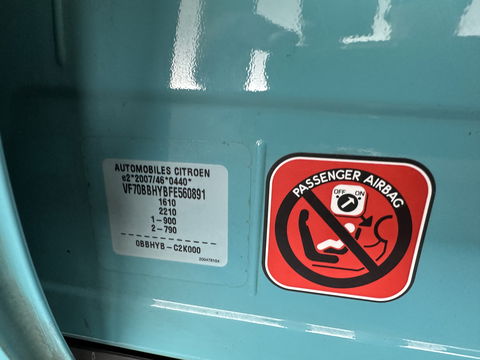 AUTOMOBILES CITROEN
e2*2007/46*0440*
VF70BBHYBFE560891
1610
2210
1-900
2-790
0BBHYB-C2K000
200478104
PASSENGER AIRBAG
OFF ON